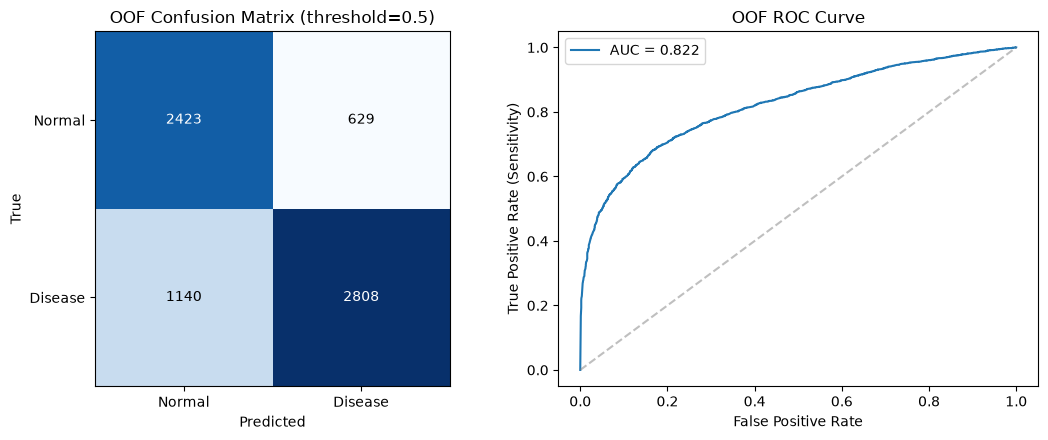 OOF Confusion Matrix (threshold=0.5)
True
Normal
Disease
2423
629
1140
2808
Normal
Disease
Predicted
OOF ROC Curve
AUC = 0.822
True Positive Rate (Sensitivity)
1.0
0.8
0.6
0.4
0.2
0.0
0.0
0.2
0.4
0.6
0.8
1.0
False Positive Rate